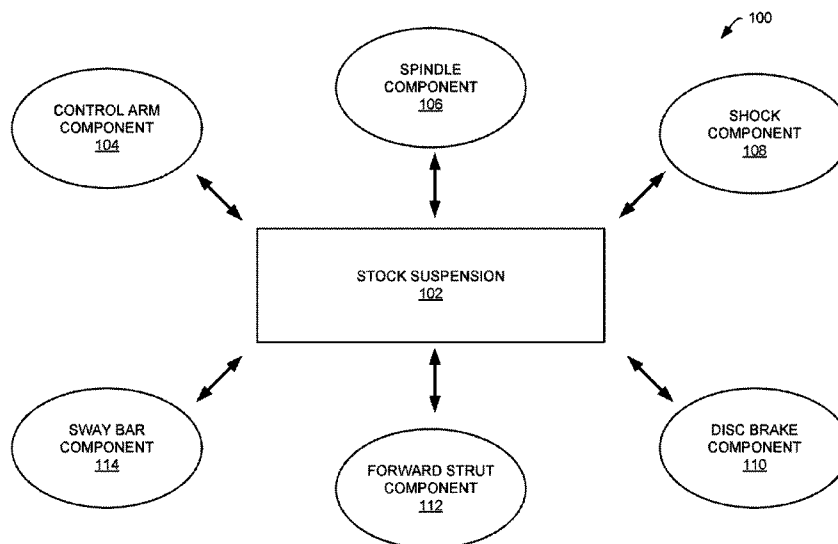 100
SPINDLE
COMPONENT
106
CONTROL ARM
COMPONENT
104
SHOCK
COMPONENT
108
STOCK SUSPENSION
102
SWAY BAR
COMPONENT
114
FORWARD STRUT
COMPONENT
112
DISC BRAKE
COMPONENT
110